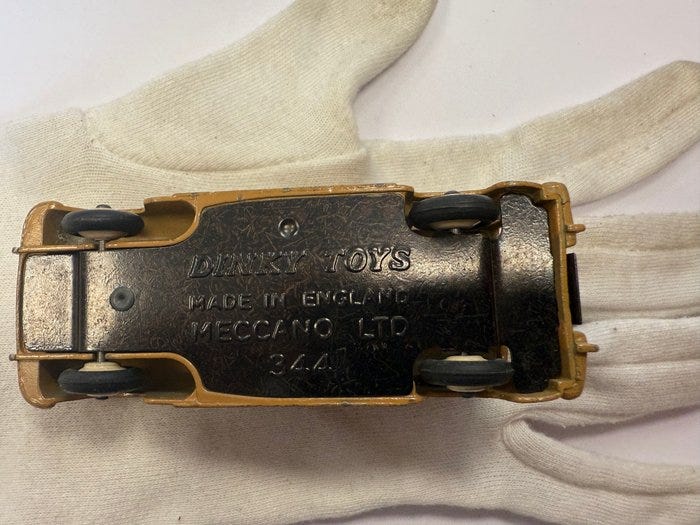 DINKY TOYS
MADE IN ENGLAND
MECCANO LTD
344